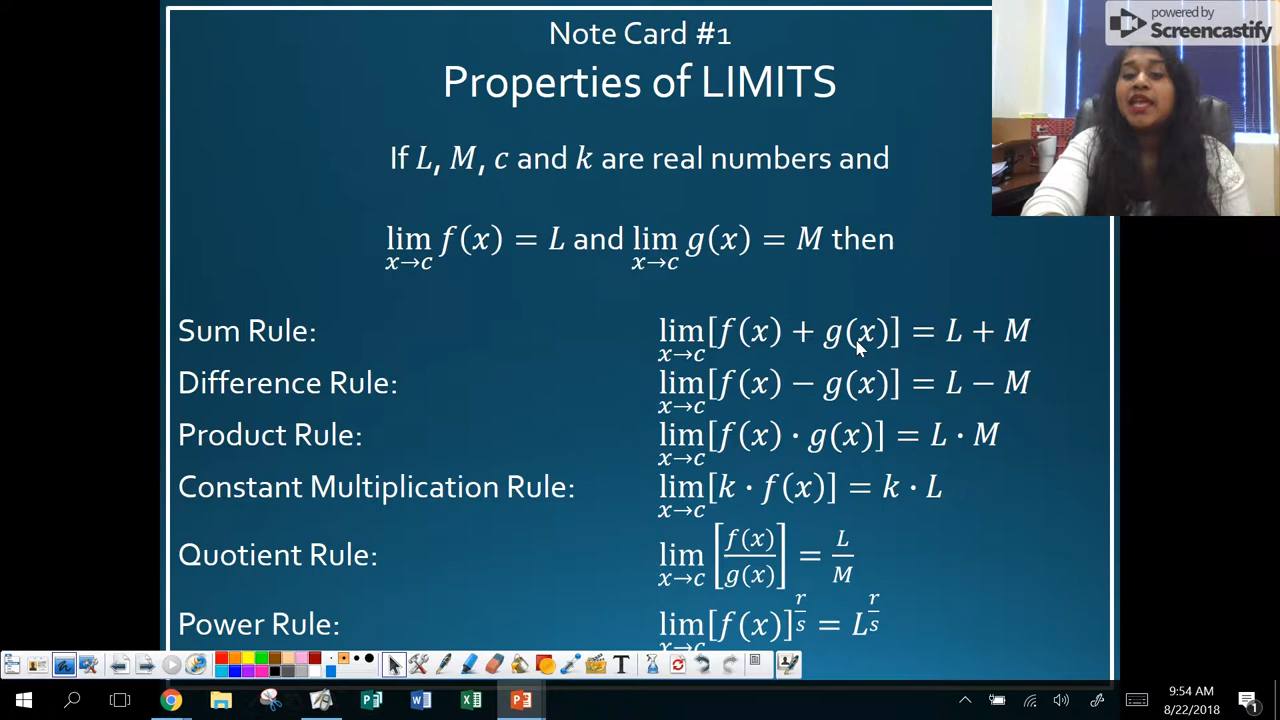 powered by
Screencastify
Note Card #1
Properties of LIMITS
If L, M, c and k are real numbers and
lim x→c f(x) = L and lim x→c g(x) = M then
Sum Rule: lim x→c [f(x) + g(x)] = L + M
Difference Rule: lim x→c [f(x) − g(x)] = L − M
Product Rule: lim x→c [f(x) · g(x)] = L · M
Constant Multiplication Rule: lim x→c [k · f(x)] = k · L
Quotient Rule: lim x→c [f(x)/g(x)] = L/M
Power Rule: lim x→c [f(x)]^(r/s) = L^(r/s)
9:54 AM
8/22/2018